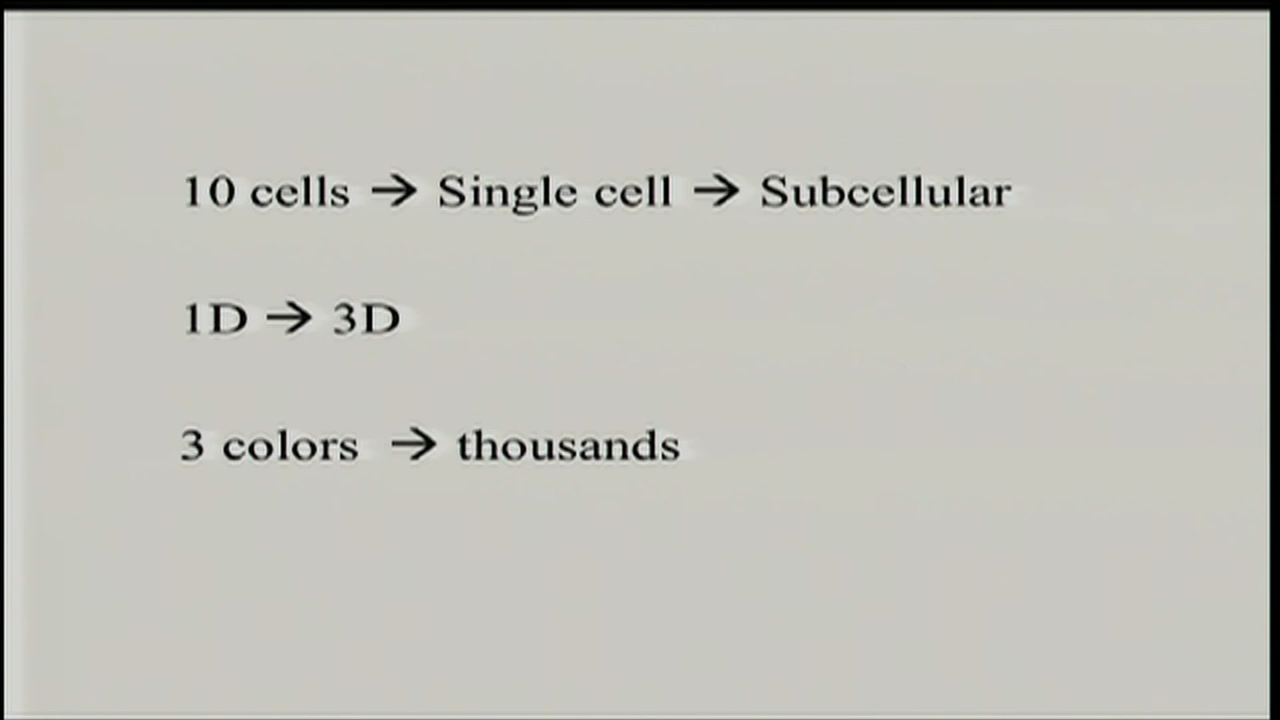 10 cells → Single cell → Subcellular
1D → 3D
3 colors → thousands